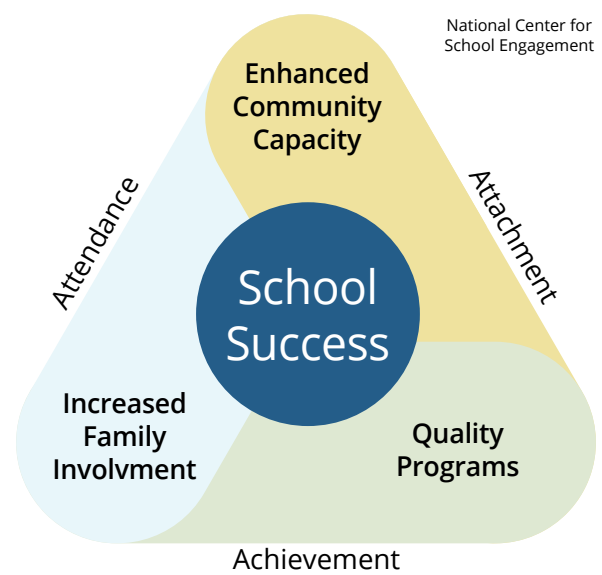 National Center for
School Engagement
Enhanced
Community
Capacity
Attendance
Attachment
School
Success
Increased
Family
Involvment
Quality
Programs
Achievement